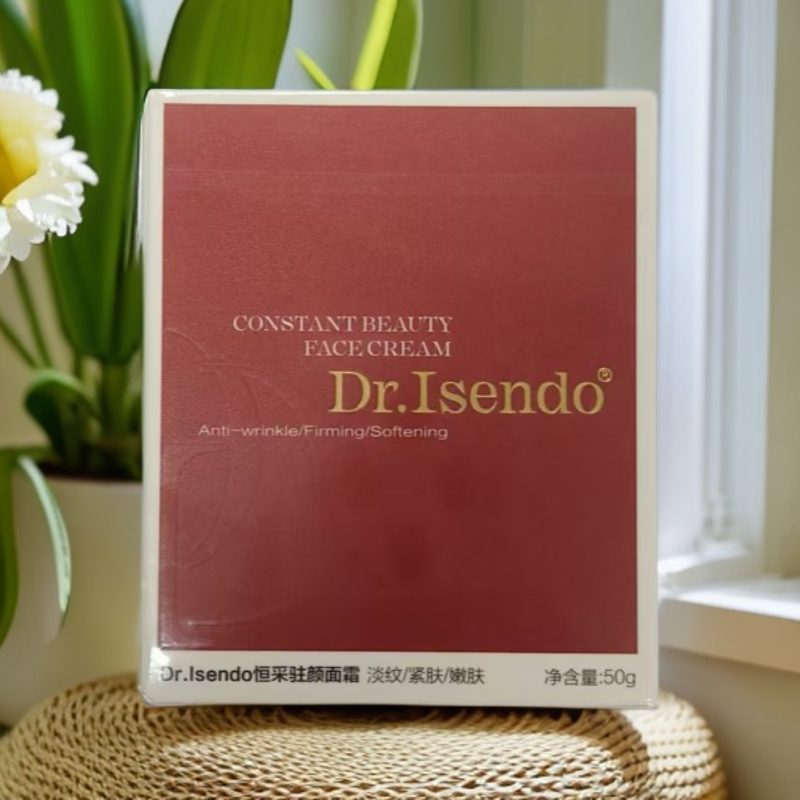 CONSTANT BEAUTY
FACE CREAM
Dr.Isendo®
Anti-wrinkle/Firming/Softening
Dr.Isendo恒采驻颜面霜 淡纹/紧肤/嫩肤 净含量:50g